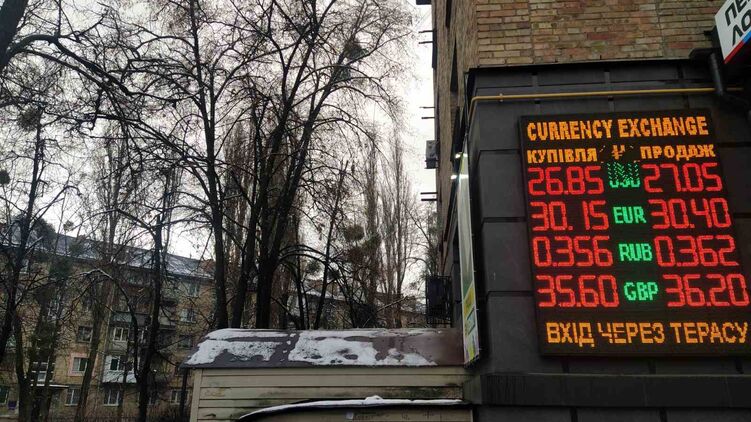 CURRENCY EXCHANGE
КУПІВЛЯ ПРОДАЖ
26.85 USD 27.05
30.15 EUR 30.40
0.356 RUB 0.362
35.60 GBP 36.20
ВХІД ЧЕРЕЗ ТЕРАСУ